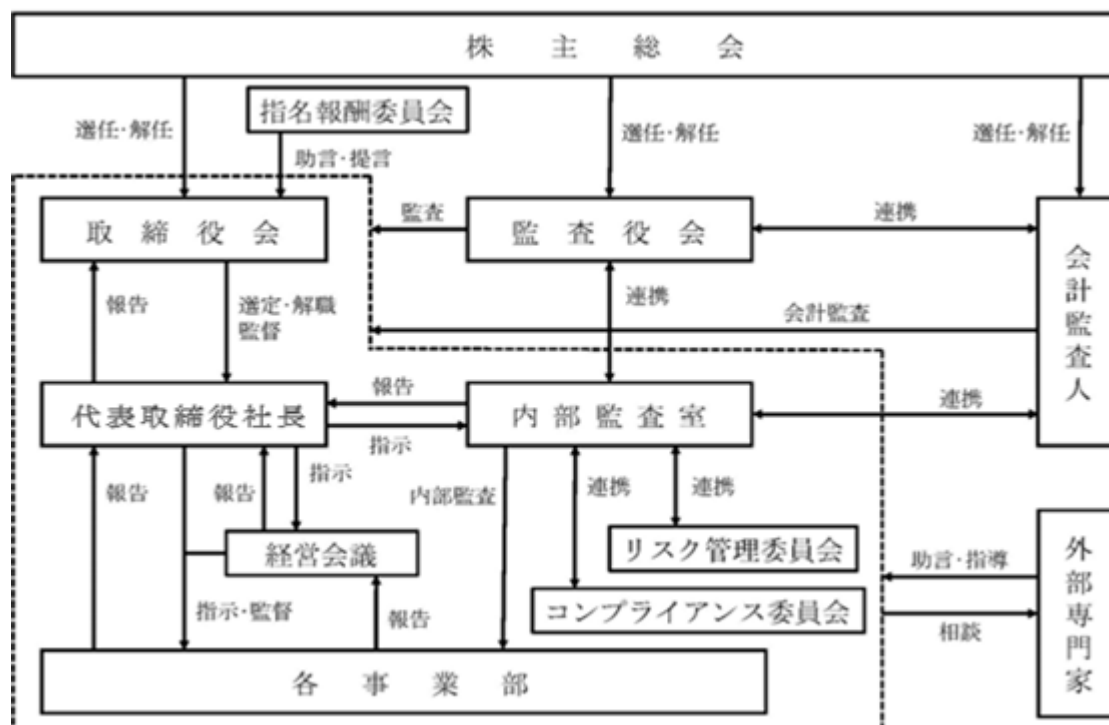 株主総会
指名報酬委員会
選任・解任
選任・解任
選任・解任
助言・提言
取締役会
監査
監査役会
連携
会計監査人
報告
選定・解職
監督
連携
会計監査
代表取締役社長
報告
指示
内部監査室
連携
報告
報告
指示
内部監査
連携
連携
経営会議
リスク管理委員会
外部専門家
助言・指導
コンプライアンス委員会
指示・監督
報告
相談
各事業部